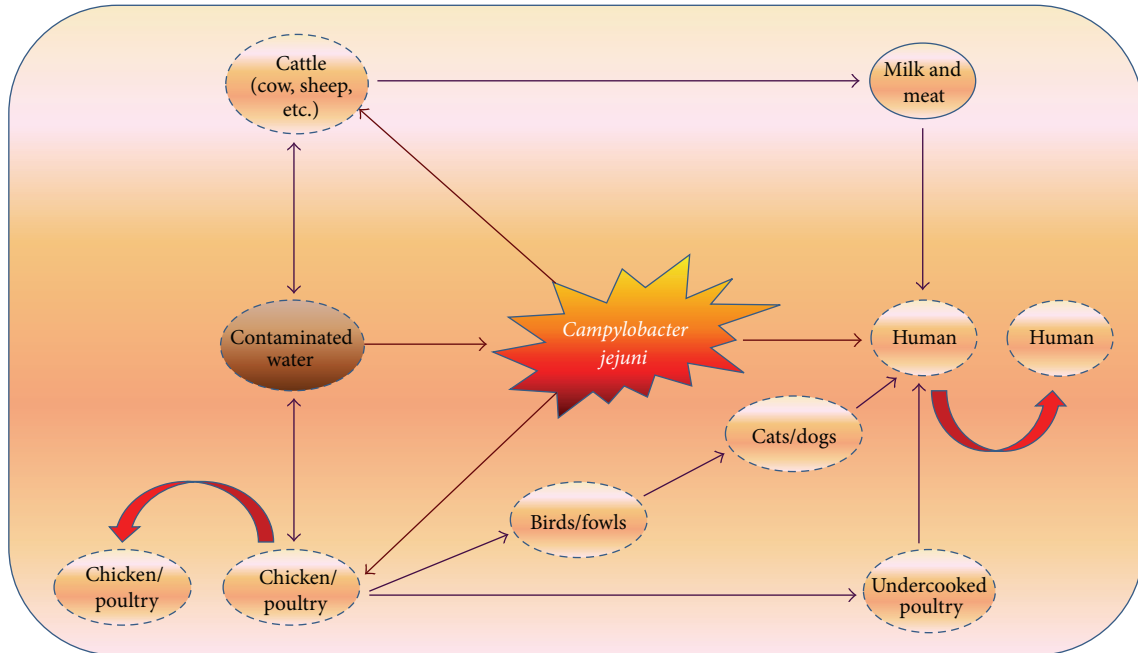 Cattle
(cow, sheep,
etc.)
Milk and
meat
Contaminated
water
Campylobacter
jejuni
Human
Human
Cats/dogs
Birds/fowls
Chicken/
poultry
Chicken/
poultry
Undercooked
poultry